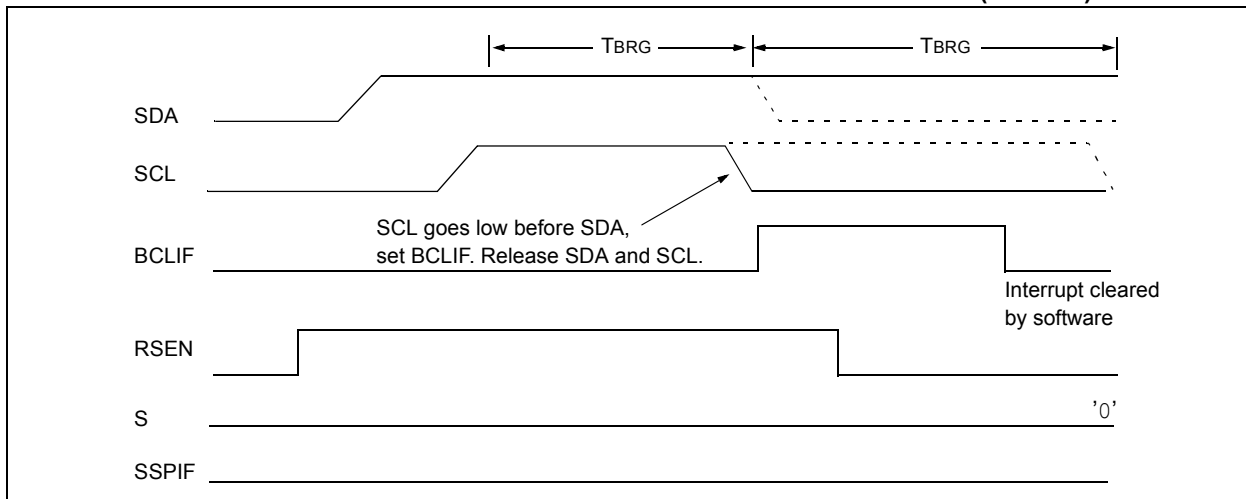 TBRG TBRG
SDA
SCL
SCL goes low before SDA,
set BCLIF. Release SDA and SCL.
BCLIF
Interrupt cleared
by software
RSEN
S '0'
SSPIF